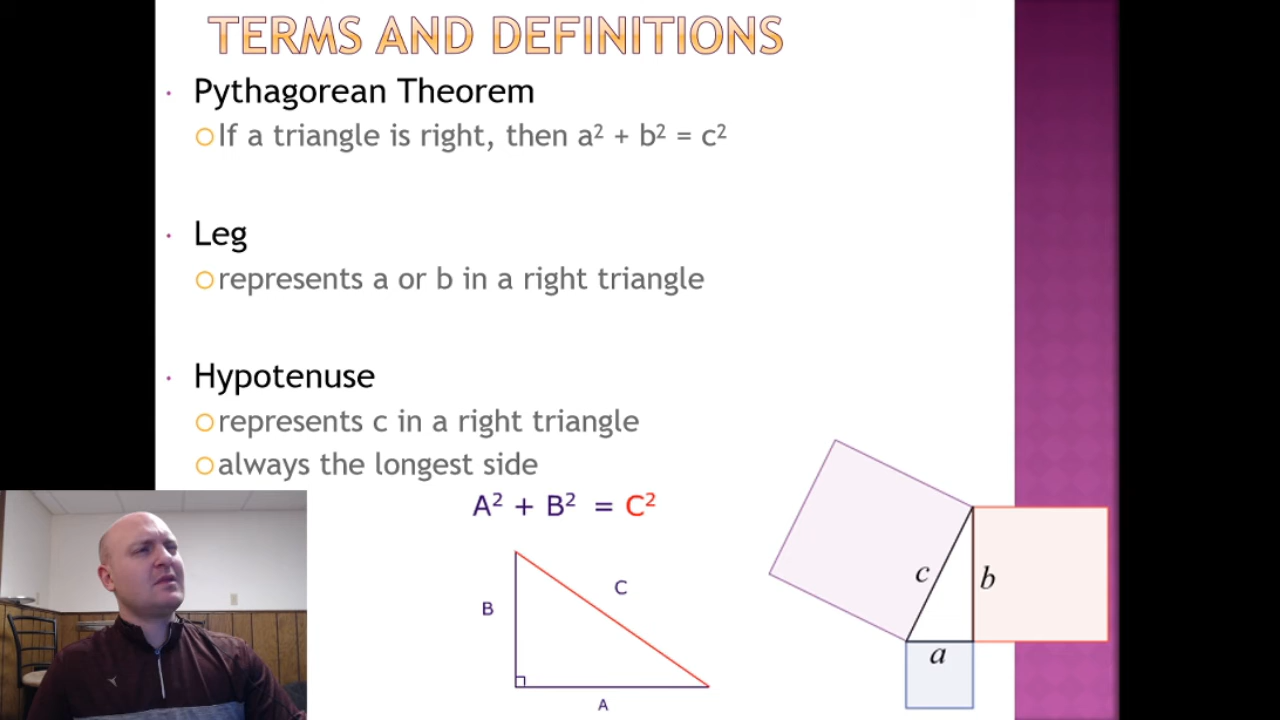 TERMS AND DEFINITIONS
· Pythagorean Theorem
If a triangle is right, then a² + b² = c²
· Leg
represents a or b in a right triangle
· Hypotenuse
represents c in a right triangle
always the longest side
A² + B² = C²
B
C
A
c
b
a